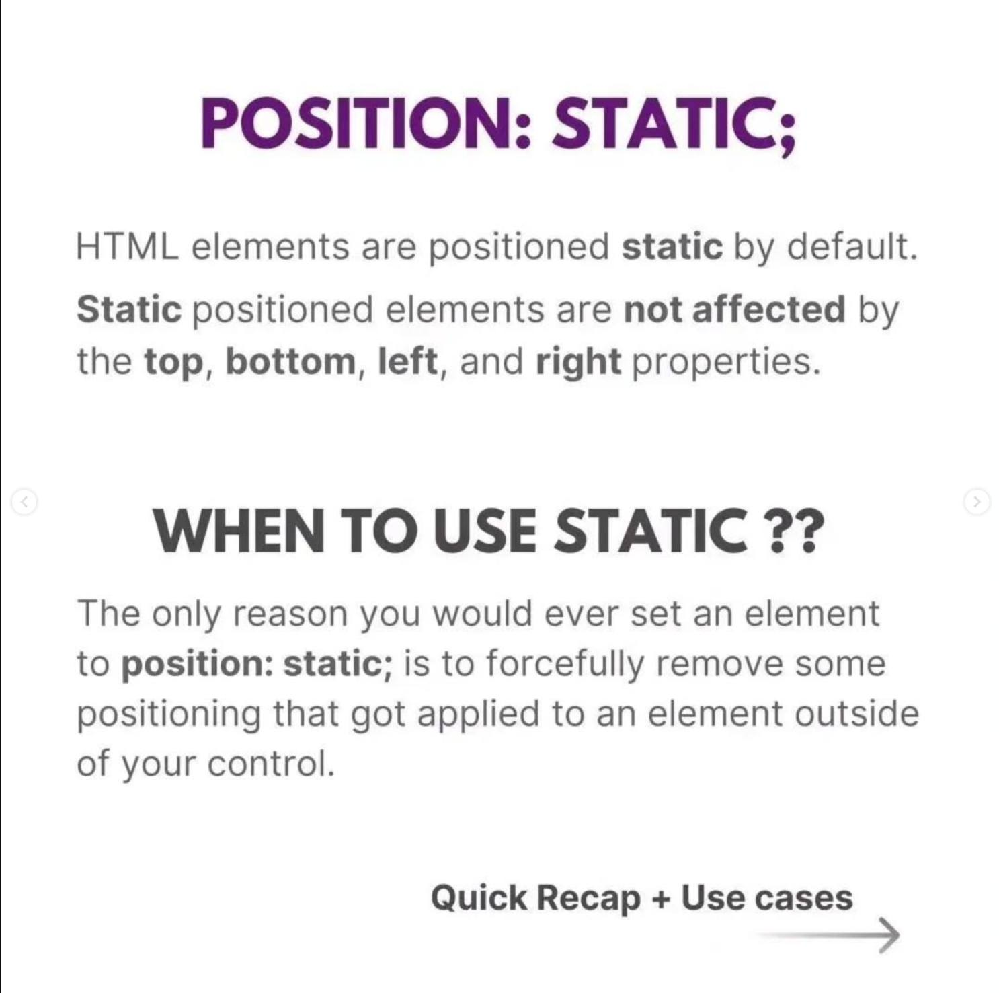 POSITION: STATIC;
HTML elements are positioned static by default.
Static positioned elements are not affected by
the top, bottom, left, and right properties.
WHEN TO USE STATIC ??
The only reason you would ever set an element
to position: static; is to forcefully remove some
positioning that got applied to an element outside
of your control.
Quick Recap + Use cases